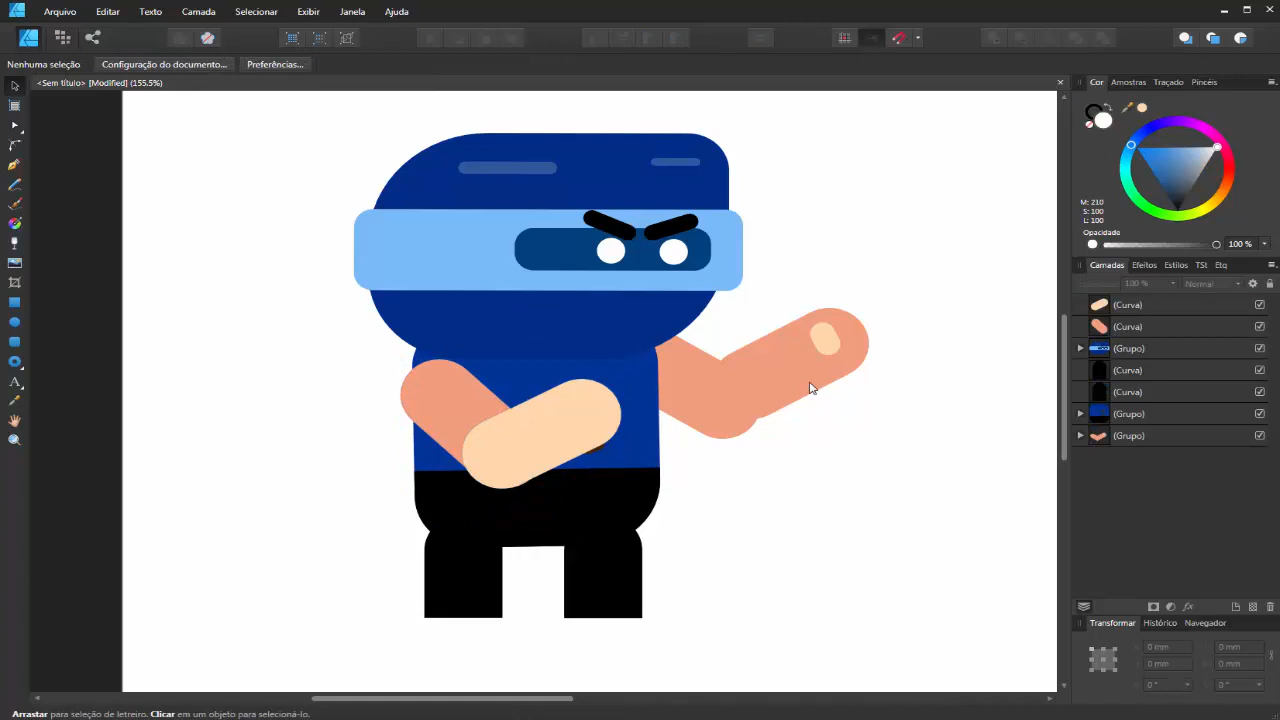 Arquivo Editar Texto Camada Selecionar Exibir Janela Ajuda
Nenhuma seleção Configuração do documento... Preferências...
<Sem título> [Modified] (155.5%)
Cor Amostras Traçado Pincéis
M: 210
S: 100
L: 100
Opacidade
100 %
Camadas Efeitos Estilos TSI Etq
100 % Normal
(Curva)
(Curva)
(Grupo)
(Curva)
(Curva)
(Grupo)
(Grupo)
Transformar Histórico Navegador
0 mm 0 mm
0 mm 0 mm
0 ° 0 °
Arrastar para seleção de letreiro. Clicar em um objeto para selecioná-lo.